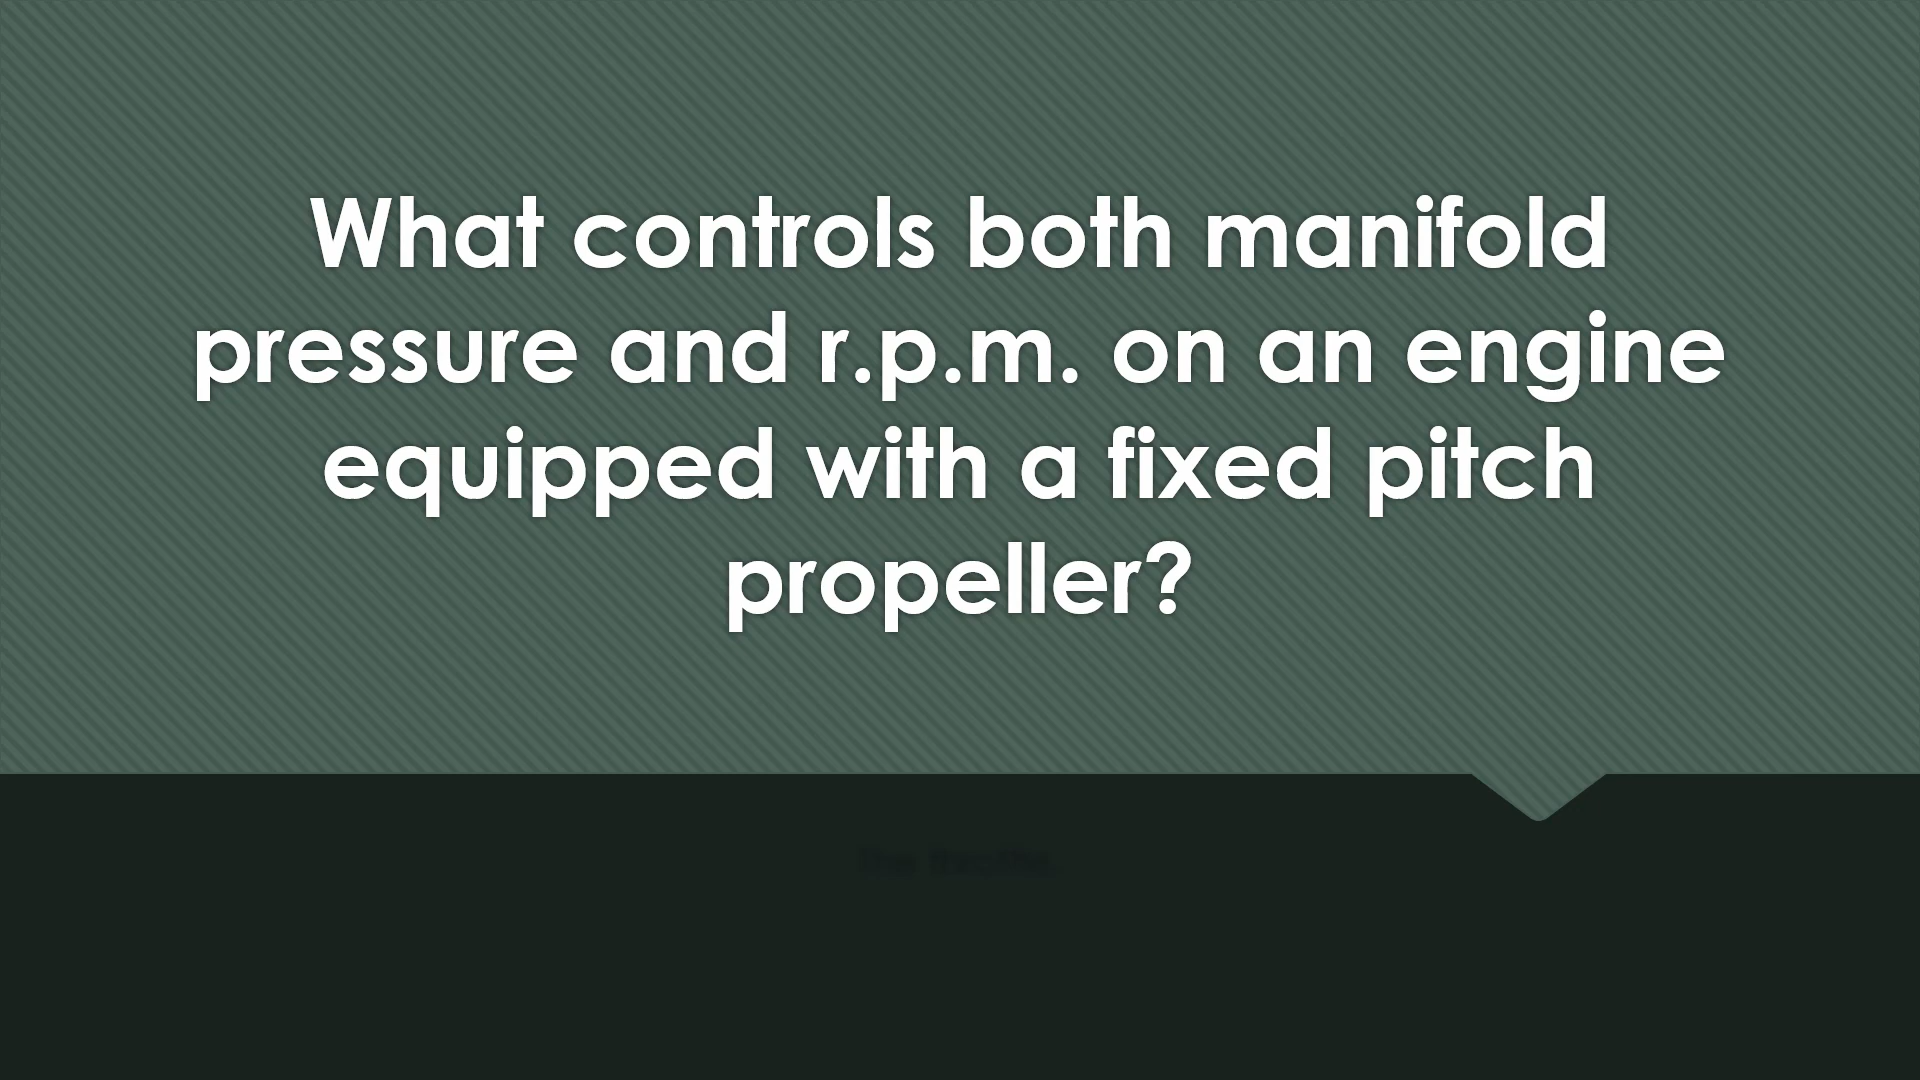 What controls both manifold
pressure and r.p.m. on an engine
equipped with a fixed pitch
propeller?